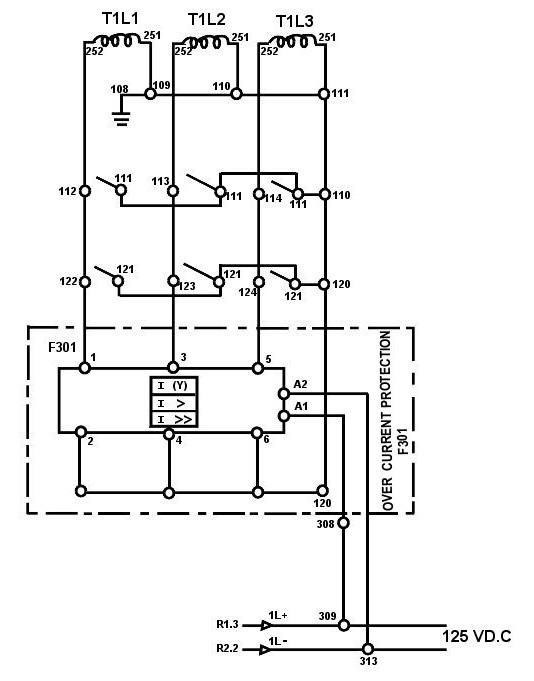 T1L1 T1L2 T1L3
252 251 252 251 252 251
108 109 110 111
112 111 113 111 114 111 110
122 121 123 121 124 121 120
F301
1 3 5
I (Y)
I >
I >>
A2
A1
2 4 6
OVER CURRENT PROTECTION
F301
120
308
R1.3 1L+ 309
R2.2 1L- 313
125 VD.C